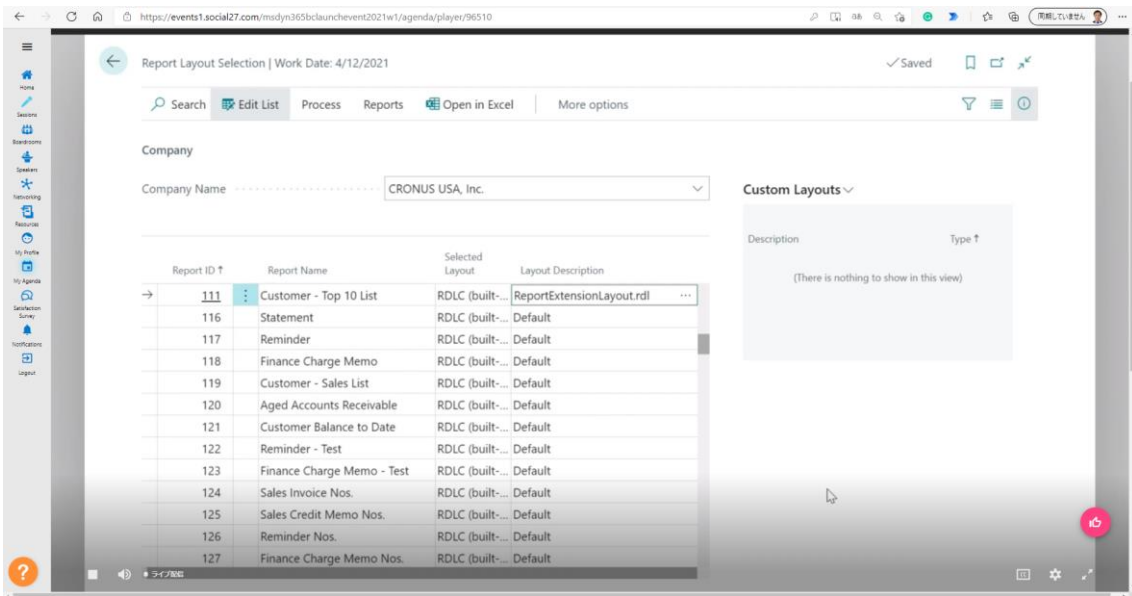 https://events1.social27.com/msdyn365bclaunchevent2021w1/agenda/player/96510
同期していません
Home
Sessions
Boardrooms
Speakers
Networking
Resources
My Profile
My Agenda
Satisfaction
Survey
Notifications
Logout
Report Layout Selection | Work Date: 4/12/2021
Saved
Search Edit List Process Reports Open in Excel More options
Company
Company Name CRONUS USA, Inc.
Custom Layouts
Description Type ↑
(There is nothing to show in this view)
Report ID ↑ Report Name Selected Layout Layout Description
111 Customer - Top 10 List RDLC (built-... ReportExtensionLayout.rdl ...
116 Statement RDLC (built-... Default
117 Reminder RDLC (built-... Default
118 Finance Charge Memo RDLC (built-... Default
119 Customer - Sales List RDLC (built-... Default
120 Aged Accounts Receivable RDLC (built-... Default
121 Customer Balance to Date RDLC (built-... Default
122 Reminder - Test RDLC (built-... Default
123 Finance Charge Memo - Test RDLC (built-... Default
124 Sales Invoice Nos. RDLC (built-... Default
125 Sales Credit Memo Nos. RDLC (built-... Default
126 Reminder Nos. RDLC (built-... Default
127 Finance Charge Memo Nos. RDLC (built-... Default
ライブ配信
?